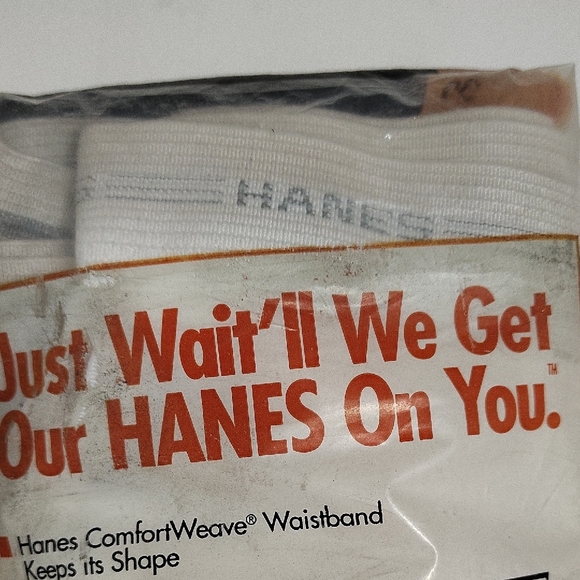 HANES
Just Wait'll We Get
Our HANES On You.™
Hanes ComfortWeave® Waistband
Keeps its Shape